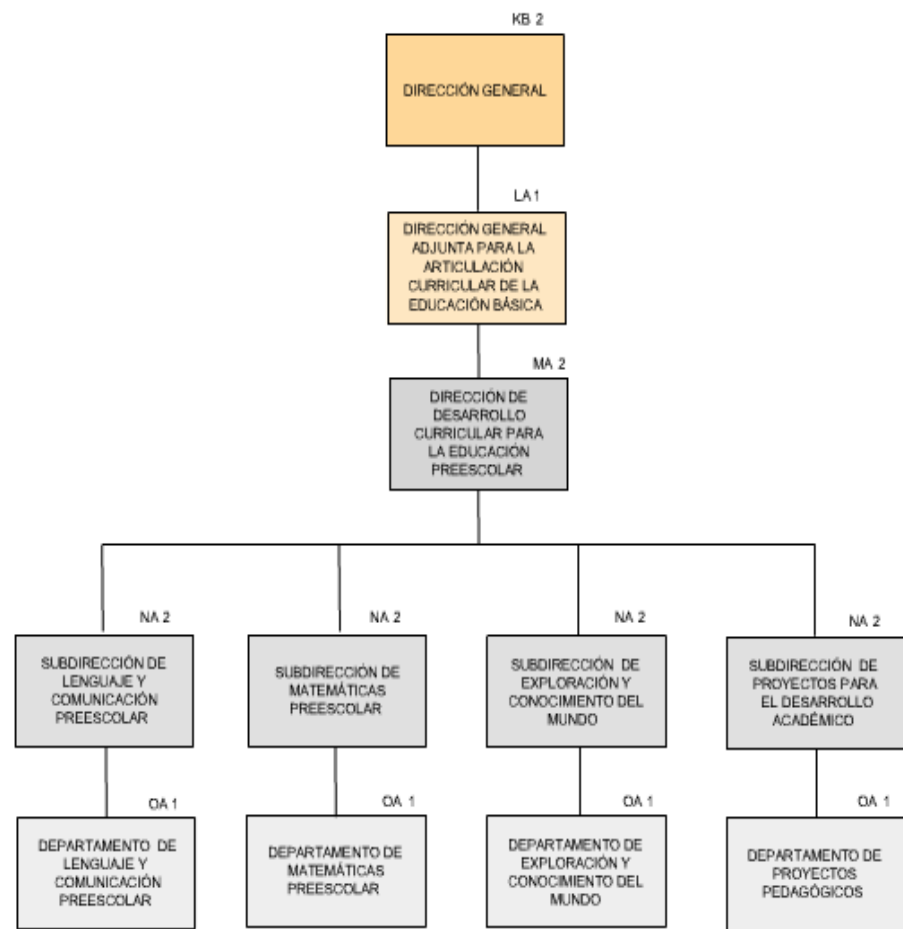 KB 2
DIRECCIÓN GENERAL
LA 1
DIRECCIÓN GENERAL
ADJUNTA PARA LA
ARTICULACIÓN
CURRICULAR DE LA
EDUCACIÓN BÁSICA
MA 2
DIRECCIÓN DE
DESARROLLO
CURRICULAR PARA
LA EDUCACIÓN
PREESCOLAR
NA 2
SUBDIRECCIÓN DE
LENGUAJE Y
COMUNICACIÓN
PREESCOLAR
NA 2
SUBDIRECCIÓN DE
MATEMÁTICAS
PREESCOLAR
NA 2
SUBDIRECCIÓN DE
EXPLORACIÓN Y
CONOCIMIENTO DEL
MUNDO
NA 2
SUBDIRECCIÓN DE
PROYECTOS PARA
EL DESARROLLO
ACADÉMICO
OA 1
DEPARTAMENTO DE
LENGUAJE Y
COMUNICACIÓN
PREESCOLAR
OA 1
DEPARTAMENTO DE
MATEMÁTICAS
PREESCOLAR
OA 1
DEPARTAMENTO DE
EXPLORACIÓN Y
CONOCIMIENTO DEL
MUNDO
OA 1
DEPARTAMENTO DE
PROYECTOS
PEDAGÓGICOS